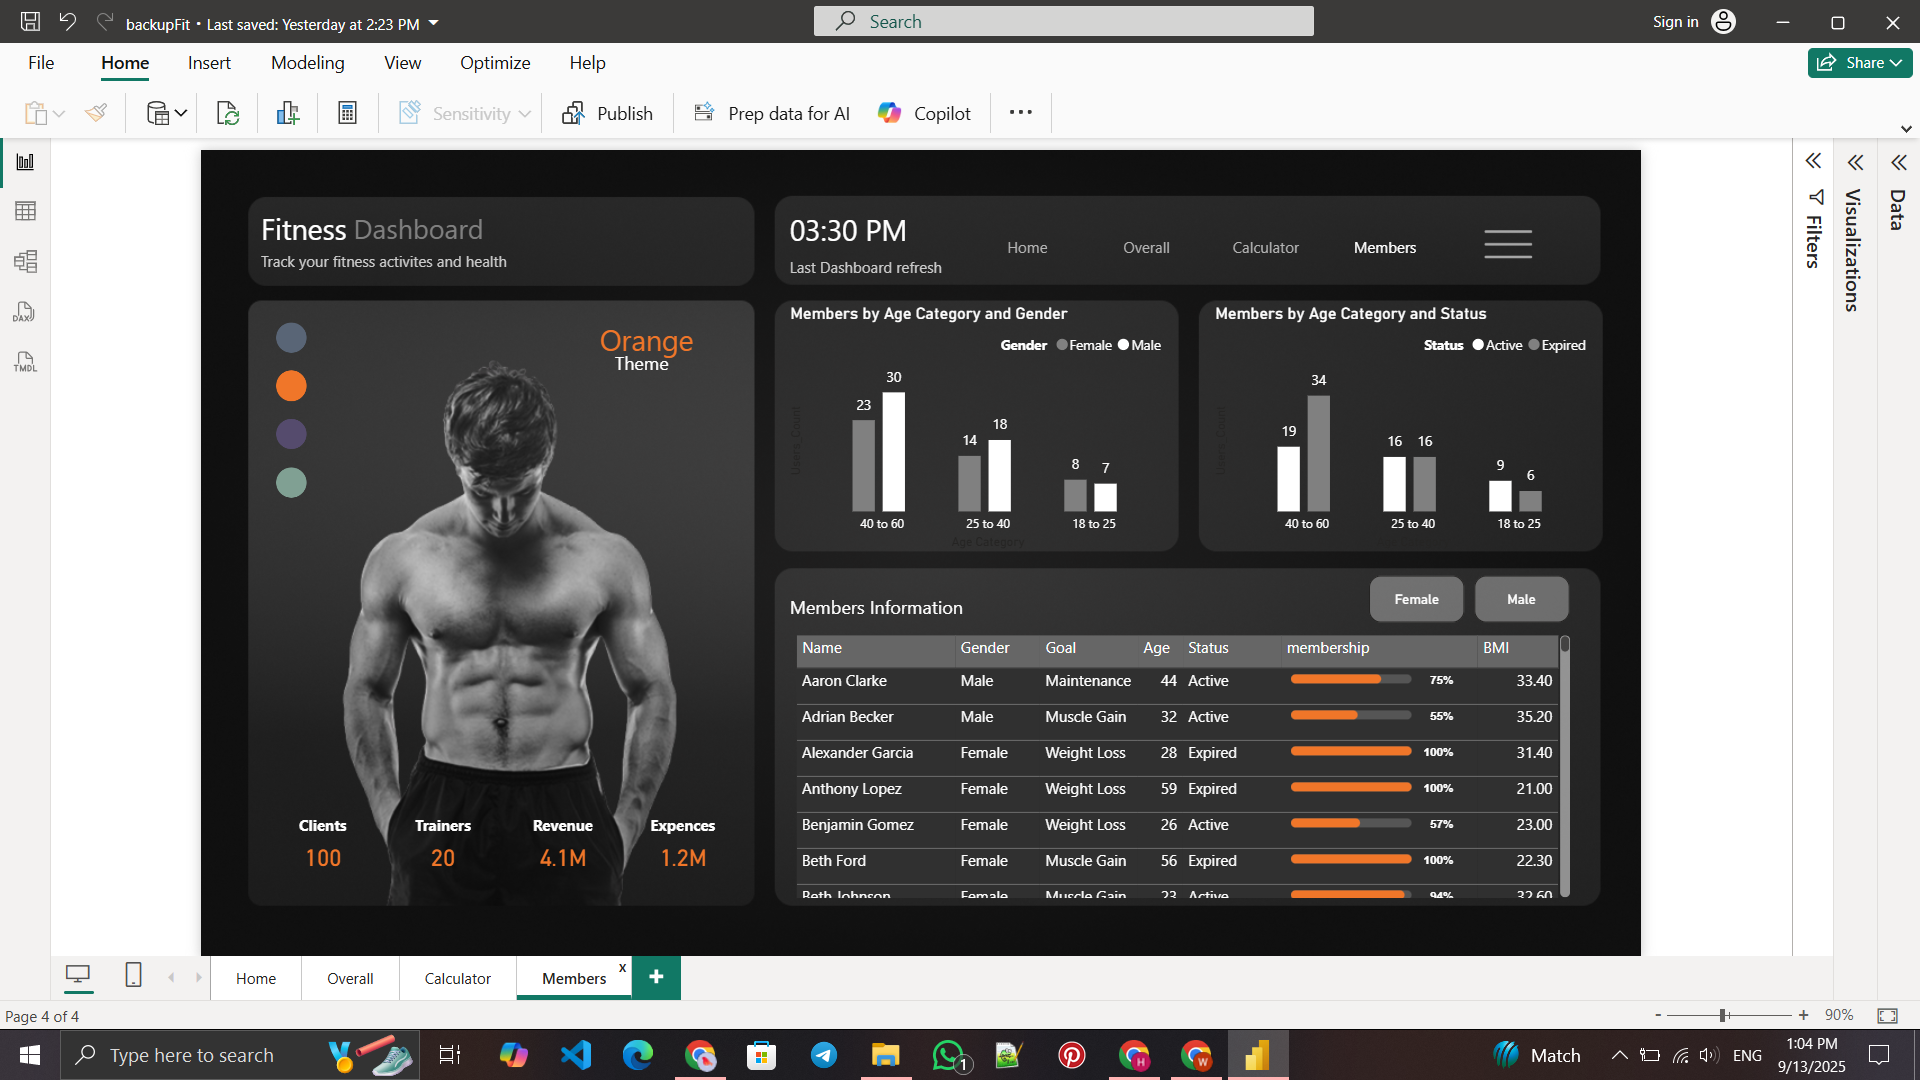 backupFit • Last saved: Yesterday at 2:23 PM
Search
Sign in
File
Home
Insert
Modeling
View
Optimize
Help
Share
Sensitivity
Publish
Prep data for AI
Copilot
Fitness Dashboard
Track your fitness activites and health
03:30 PM
Last Dashboard refresh
Home
Overall
Calculator
Members
Orange
Theme
Clients
100
Trainers
20
Revenue
4.1M
Expences
1.2M
Members by Age Category and Gender
Gender Female Male
Users_Count
23
30
14
18
8
7
40 to 60
25 to 40
18 to 25
Age Category
Members by Age Category and Status
Status Active Expired
Users_Count
19
34
16
16
9
6
40 to 60
25 to 40
18 to 25
Members Information
Female
Male
Name Gender Goal Age Status membership BMI
Aaron Clarke Male Maintenance 44 Active 75% 33.40
Adrian Becker Male Muscle Gain 32 Active 55% 35.20
Alexander Garcia Female Weight Loss 28 Expired 100% 31.40
Anthony Lopez Female Weight Loss 59 Expired 100% 21.00
Benjamin Gomez Female Weight Loss 26 Active 57% 23.00
Beth Ford Female Muscle Gain 56 Expired 100% 22.30
Beth Johnson Female Muscle Gain 23 Active 94% 32.60
Filters
Visualizations
Data
DAX
TMDL
Home
Overall
Calculator
Members
x
+
Page 4 of 4
- + 90%
Type here to search
1
H
W
Match
ENG
1:04 PM
9/13/2025